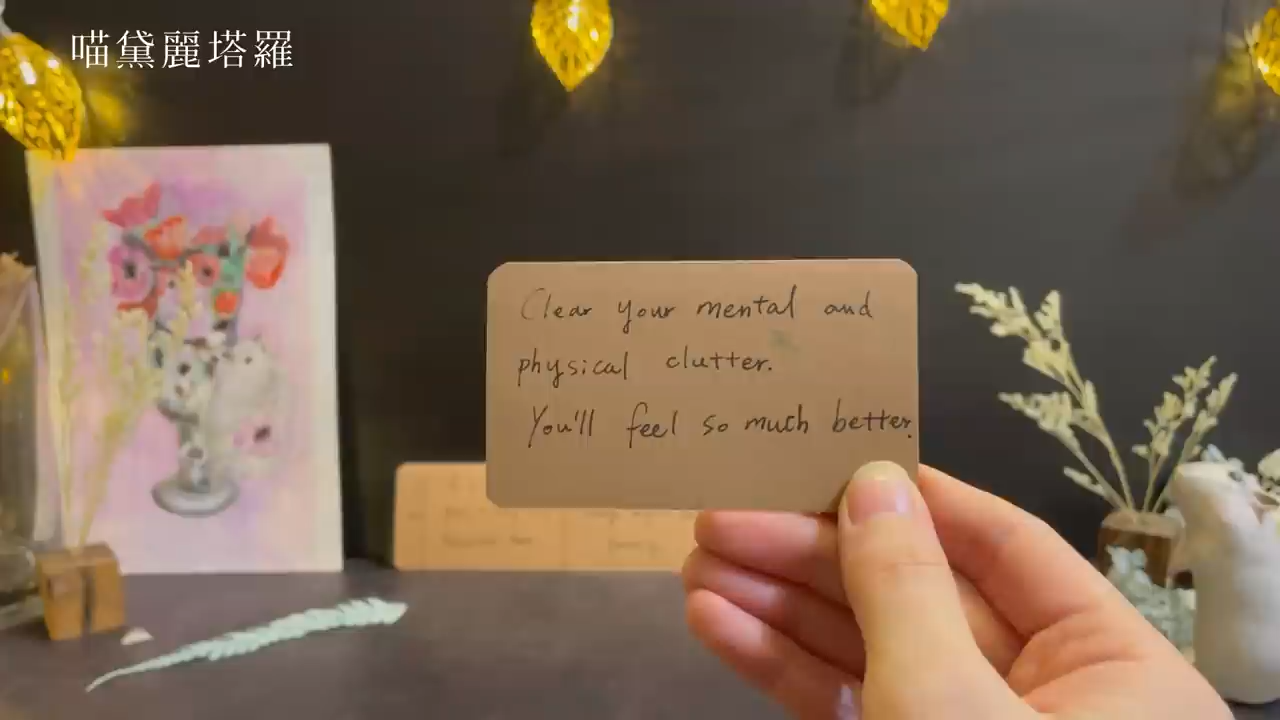 喵黛麗塔羅
Clear your mental and
physical clutter.
You'll feel so much better.